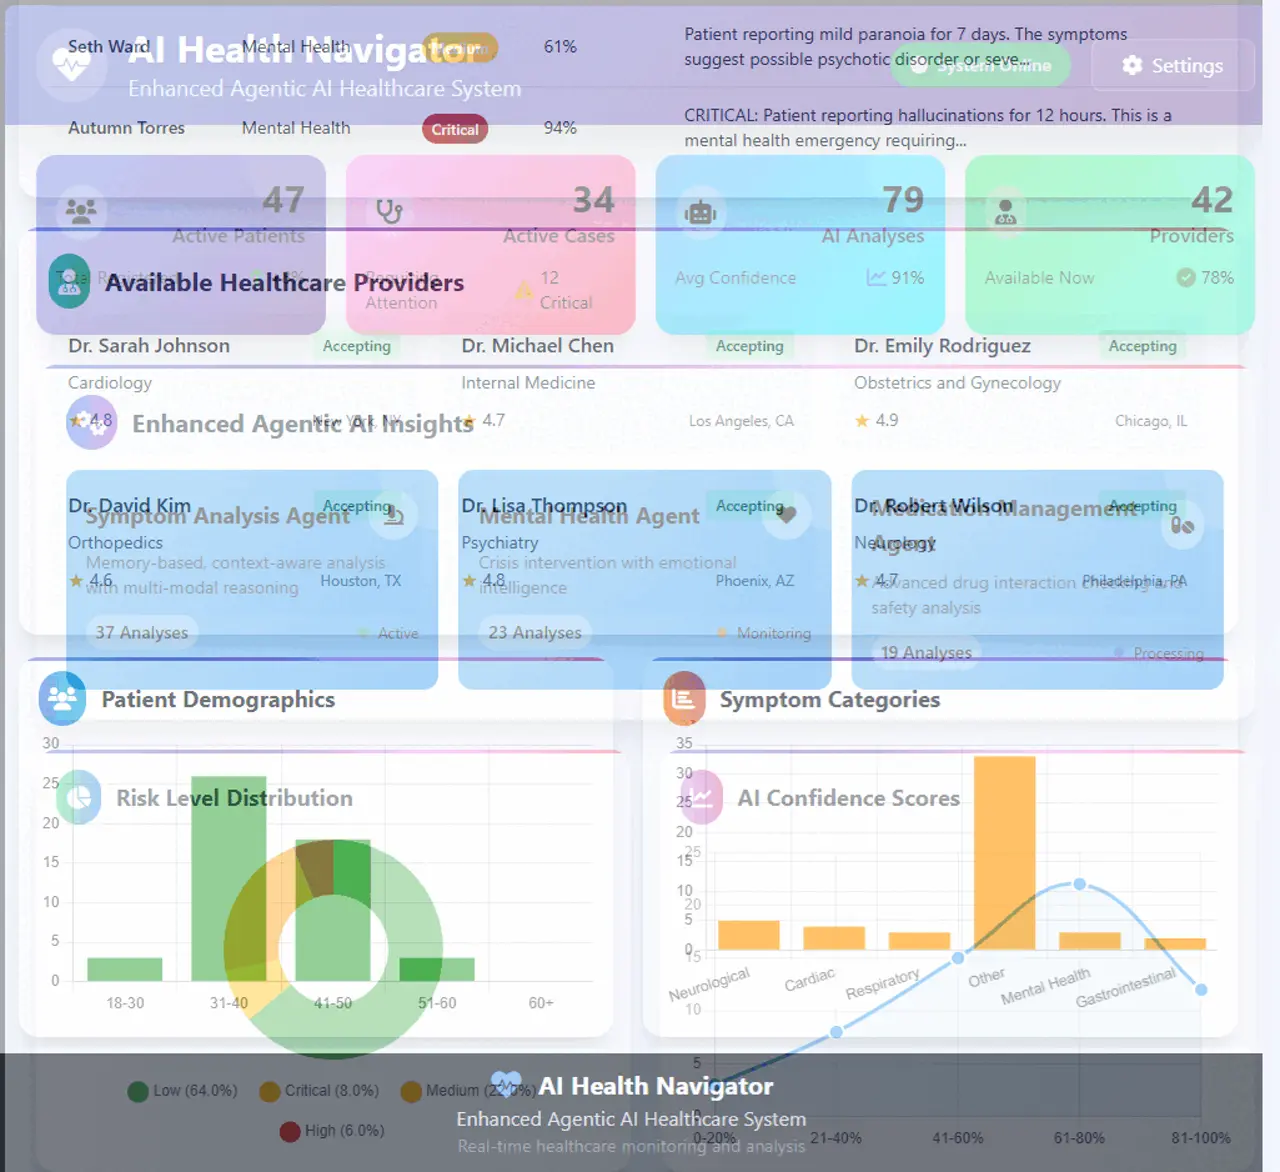 Seth Ward Mental Health Medium 61% Patient reporting mild paranoia for 7 days. The symptoms
suggest possible psychotic disorder or seve...
AI Health Navigator
Enhanced Agentic AI Healthcare System
System Online
Settings
Autumn Torres Mental Health Critical 94% CRITICAL: Patient reporting hallucinations for 12 hours. This is a
mental health emergency requiring...
47
Active Patients
34
Active Cases
Requiring
Attention
12
Critical
79
AI Analyses
Avg Confidence 91%
42
Providers
Available Now 78%
Available Healthcare Providers
Dr. Sarah Johnson Accepting
Cardiology
4.8 New York, NY
Dr. Michael Chen Accepting
Internal Medicine
4.7 Los Angeles, CA
Dr. Emily Rodriguez Accepting
Obstetrics and Gynecology
4.9 Chicago, IL
Enhanced Agentic AI Insights
Dr. David Kim Accepting
Orthopedics
4.6 Houston, TX
Dr. Lisa Thompson Accepting
Psychiatry
4.8 Phoenix, AZ
Dr. Robert Wilson Accepting
Neurology
4.7 Philadelphia, PA
Symptom Analysis Agent
Memory-based, context-aware analysis
with multi-modal reasoning
37 Analyses Active
Mental Health Agent
Crisis intervention with emotional
intelligence
23 Analyses Monitoring
Medication Management
Agent
Advanced drug interaction checking and
safety analysis
19 Analyses Processing
Patient Demographics
30
25
20
15
10
5
0
18-30 31-40 41-50 51-60 60+
Symptom Categories
35
30
25
20
15
10
5
0
Neurological Cardiac Respiratory Other Mental Health Gastrointestinal
Risk Level Distribution
Low (64.0%) Critical (8.0%) Medium (22.0%)
High (6.0%)
AI Confidence Scores
25
20
15
10
5
0
0-20% 21-40% 41-60% 61-80% 81-100%
AI Health Navigator
Enhanced Agentic AI Healthcare System
Real-time healthcare monitoring and analysis